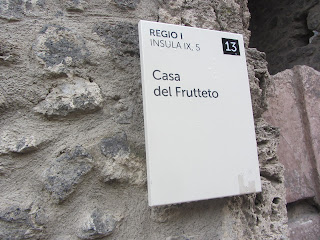 REGIO I
INSULA IX, 5
13
Casa
del Frutteto